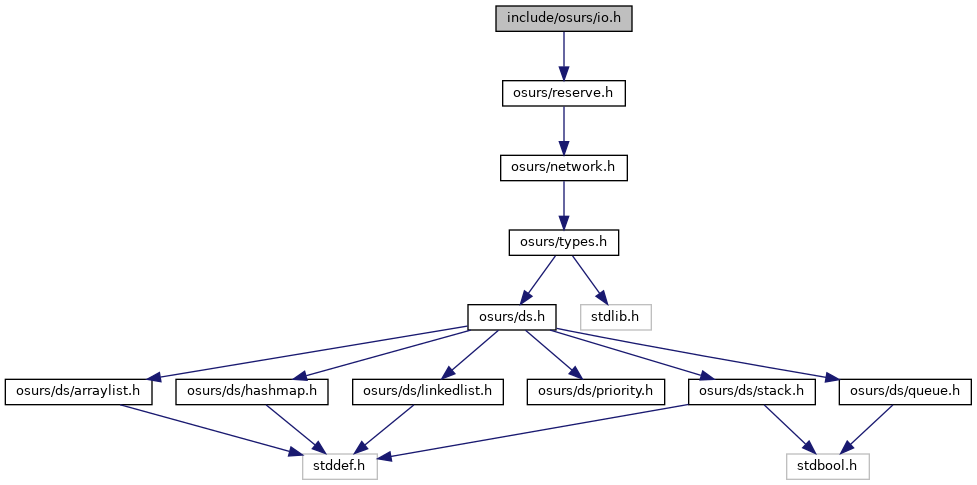 include/osurs/io.h
osurs/reserve.h
osurs/network.h
osurs/types.h
osurs/ds.h
stdlib.h
osurs/ds/arraylist.h
osurs/ds/hashmap.h
osurs/ds/linkedlist.h
osurs/ds/priority.h
osurs/ds/stack.h
osurs/ds/queue.h
stddef.h
stdbool.h